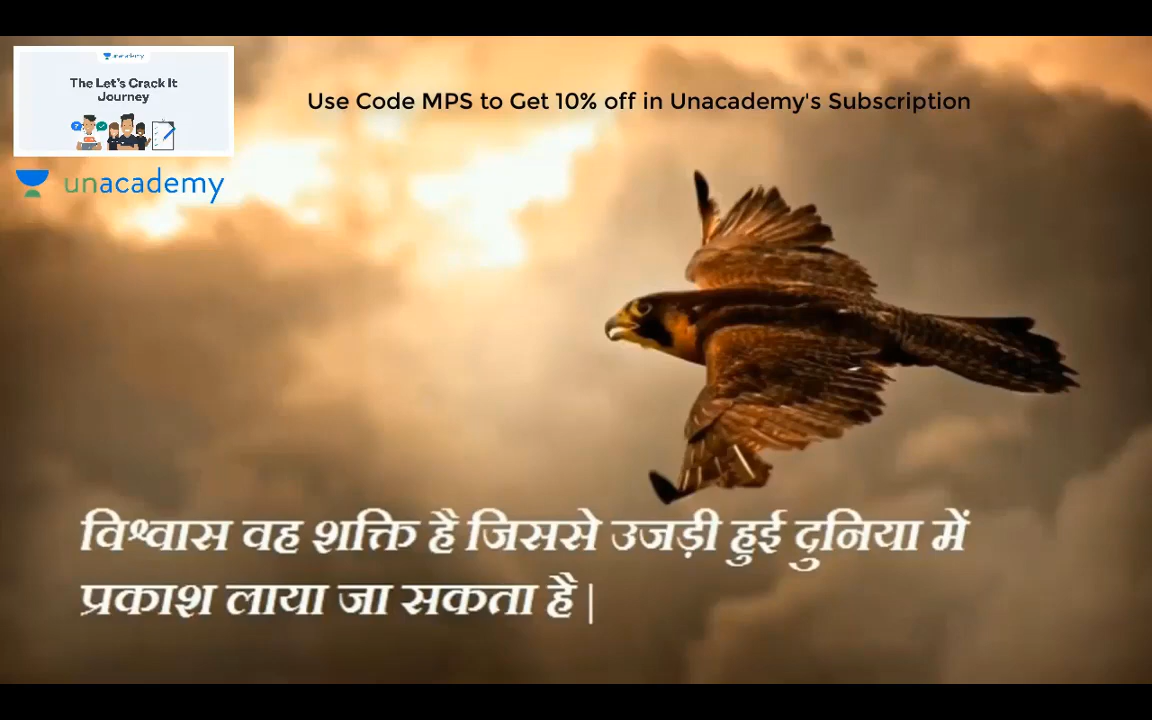 unacademy
The Let's Crack It
Journey
Use Code MPS to Get 10% off in Unacademy's Subscription
unacademy
विश्वास वह शक्ति है जिससे उजड़ी हुई दुनिया में
प्रकाश लाया जा सकता है |